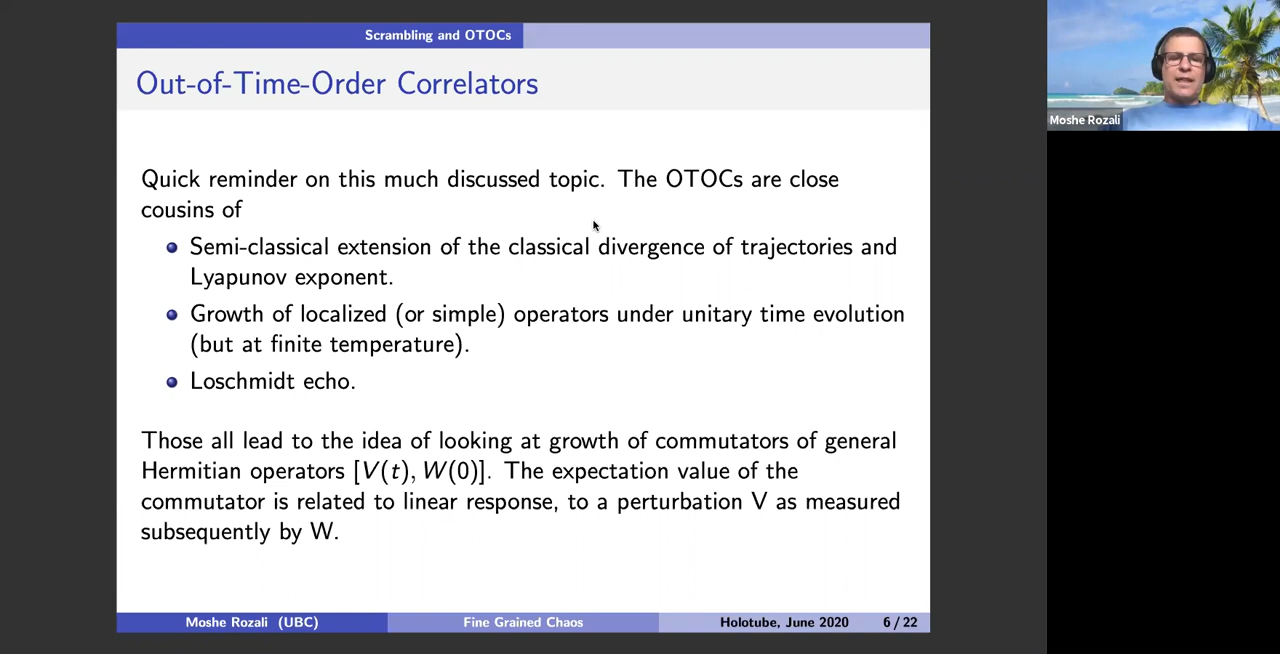 Scrambling and OTOCs
Out-of-Time-Order Correlators
Quick reminder on this much discussed topic. The OTOCs are close
cousins of
Semi-classical extension of the classical divergence of trajectories and
Lyapunov exponent.
Growth of localized (or simple) operators under unitary time evolution
(but at finite temperature).
Loschmidt echo.
Those all lead to the idea of looking at growth of commutators of general
Hermitian operators [V(t), W(0)]. The expectation value of the
commutator is related to linear response, to a perturbation V as measured
subsequently by W.
Moshe Rozali (UBC) Fine Grained Chaos Holotube, June 2020 6 / 22
Moshe Rozali